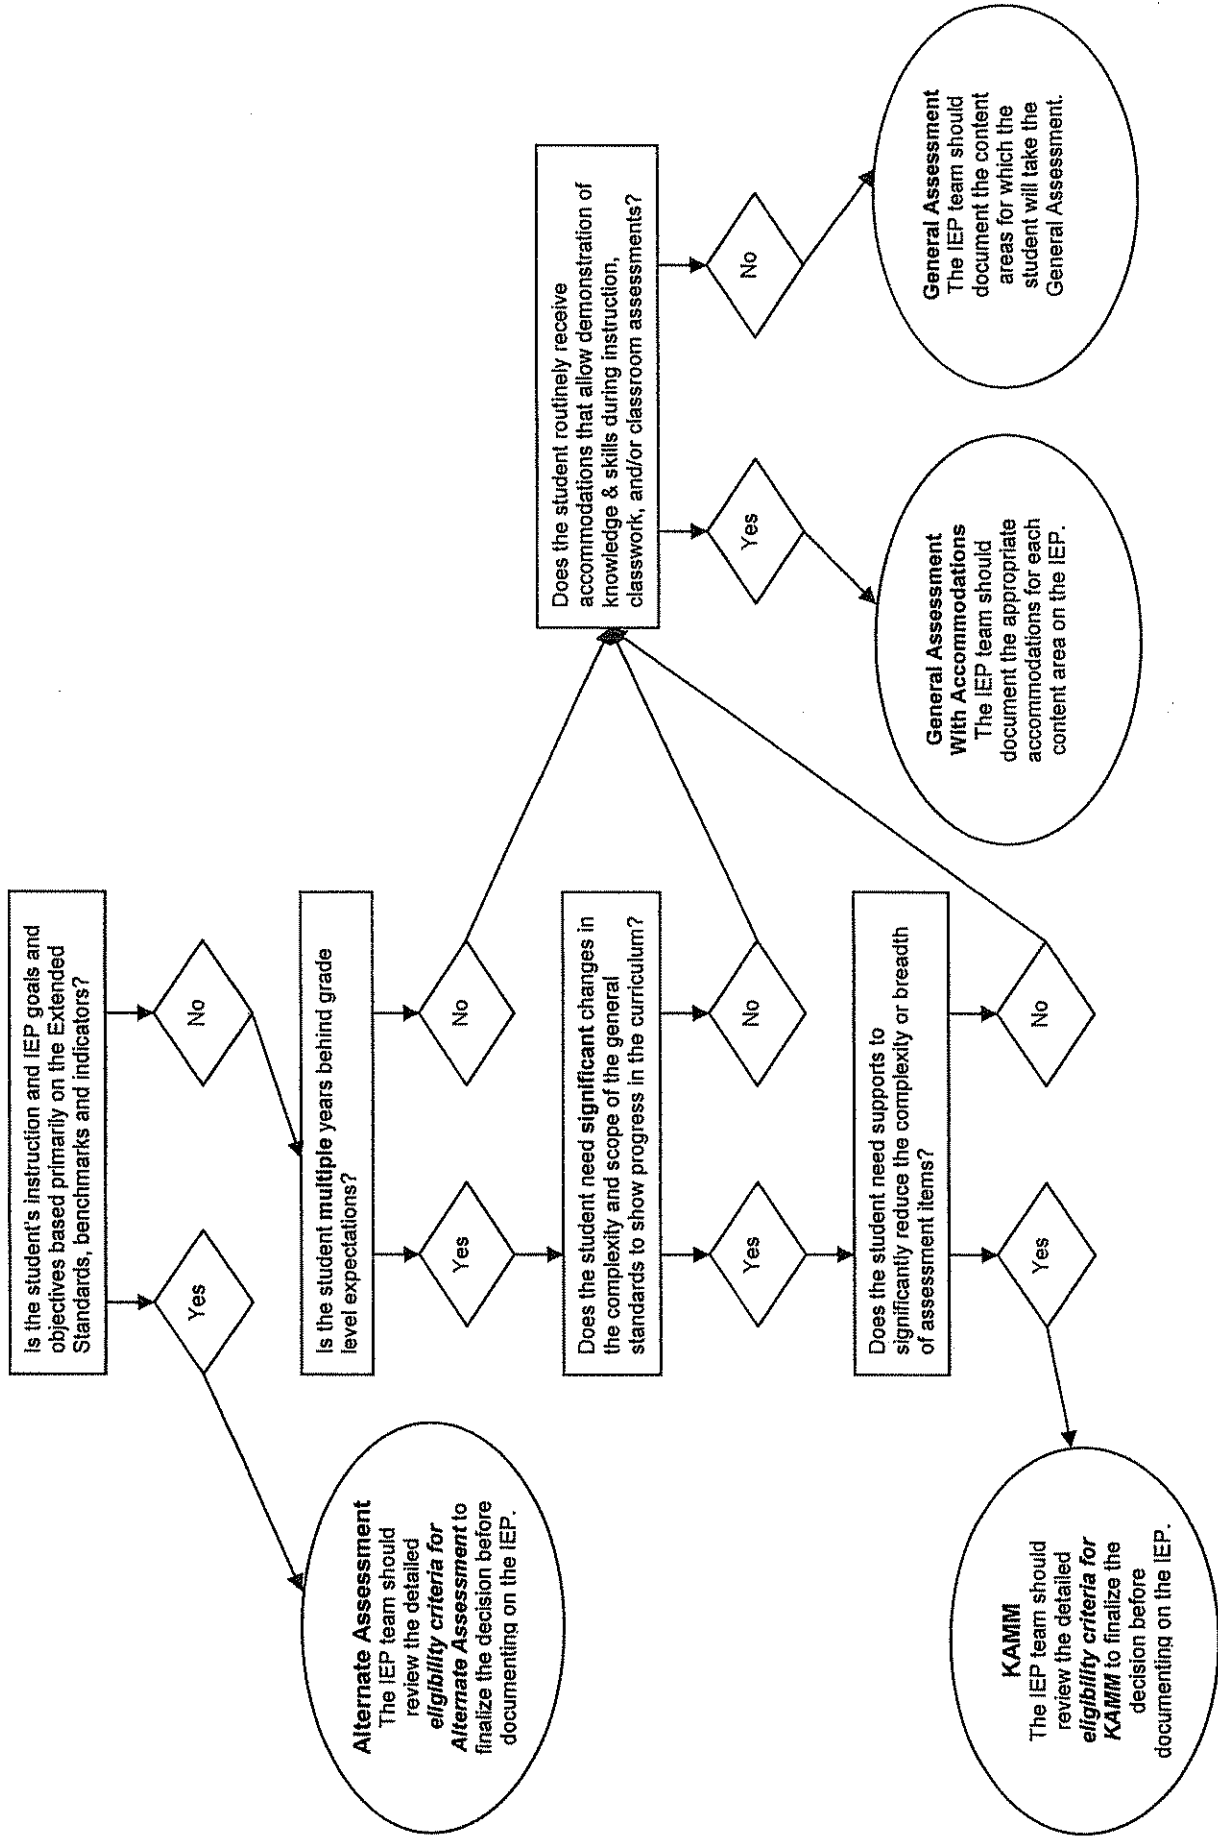 Is the student's instruction and IEP goals and
objectives based primarily on the Extended
Standards, benchmarks and indicators?
Yes
No
Alternate Assessment
The IEP team should
review the detailed
eligibility criteria for
Alternate Assessment to
finalize the decision before
documenting on the IEP.
Is the student multiple years behind grade
level expectations?
Yes
No
Does the student need significant changes in
the complexity and scope of the general
standards to show progress in the curriculum?
Yes
No
Does the student need supports to
significantly reduce the complexity or breadth
of assessment items?
Yes
No
KAMM
The IEP team should
review the detailed
eligibility criteria for
KAMM to finalize the
decision before
documenting on the IEP.
Does the student routinely receive
accommodations that allow demonstration of
knowledge & skills during instruction,
classwork, and/or classroom assessments?
Yes
No
General Assessment
With Accommodations
The IEP team should
document the appropriate
accommodations for each
content area on the IEP.
General Assessment
The IEP team should
document the content
areas for which the
student will take the
General Assessment.